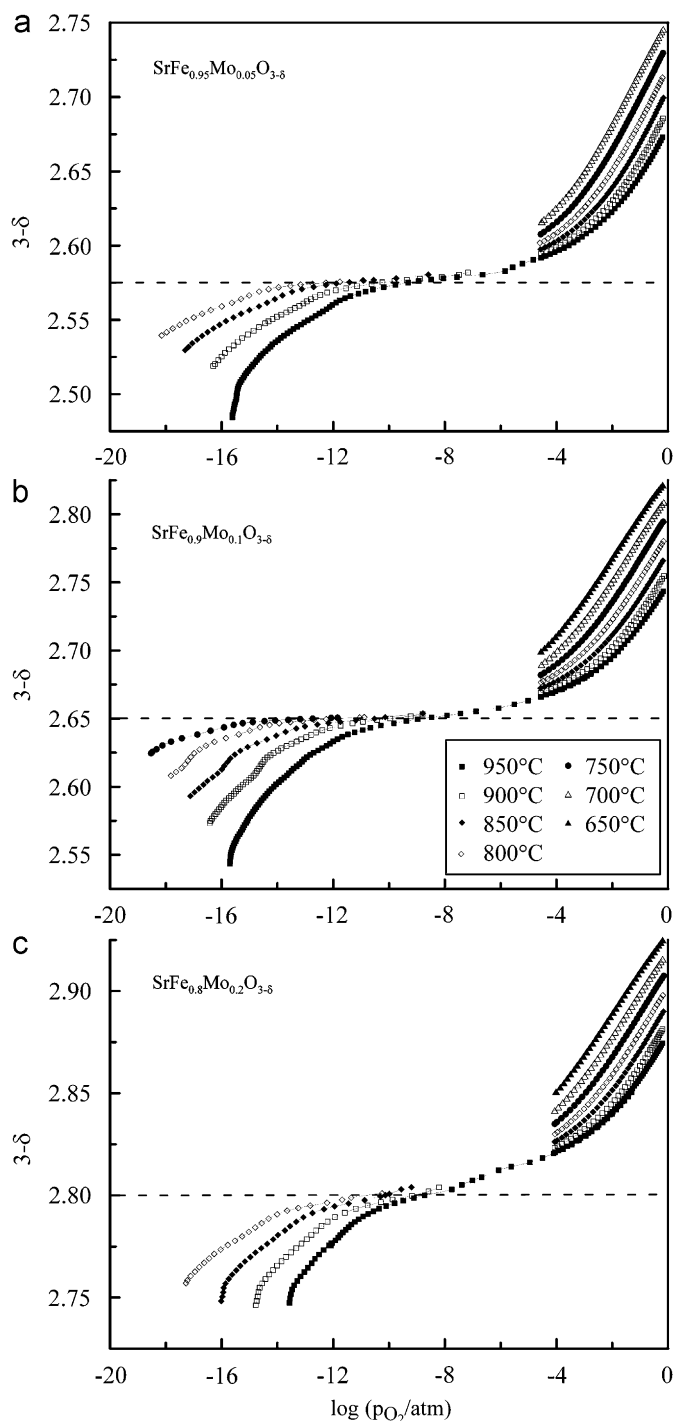 a
2.75
SrFe0.95Mo0.05O3-δ
2.70
2.65
3-δ
2.60
2.55
2.50
-20 -16 -12 -8 -4 0
b
2.80
SrFe0.9Mo0.1O3-δ
2.75
3-δ
2.70
2.65
950°C 750°C
900°C 700°C
2.60
850°C 650°C
800°C
2.55
-20 -16 -12 -8 -4 0
c
SrFe0.8Mo0.2O3-δ
2.90
2.85
3-δ
2.80
2.75
-20 -16 -12 -8 -4 0
log (pO2/atm)